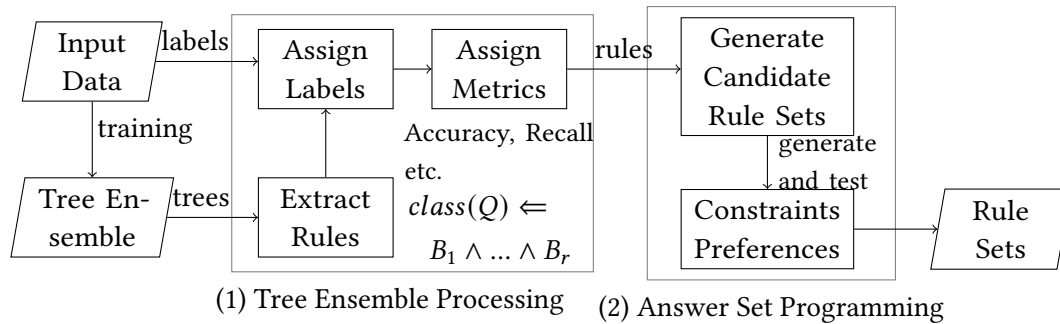 Input
Data
labels
training
Tree En-
semble
trees
Assign
Labels
Extract
Rules
Assign
Metrics
Accuracy, Recall
etc.
class(Q) ⇐
B₁ ∧ ... ∧ Bᵣ
(1) Tree Ensemble Processing
rules
Generate
Candidate
Rule Sets
generate
and test
Constraints
Preferences
(2) Answer Set Programming
Rule
Sets